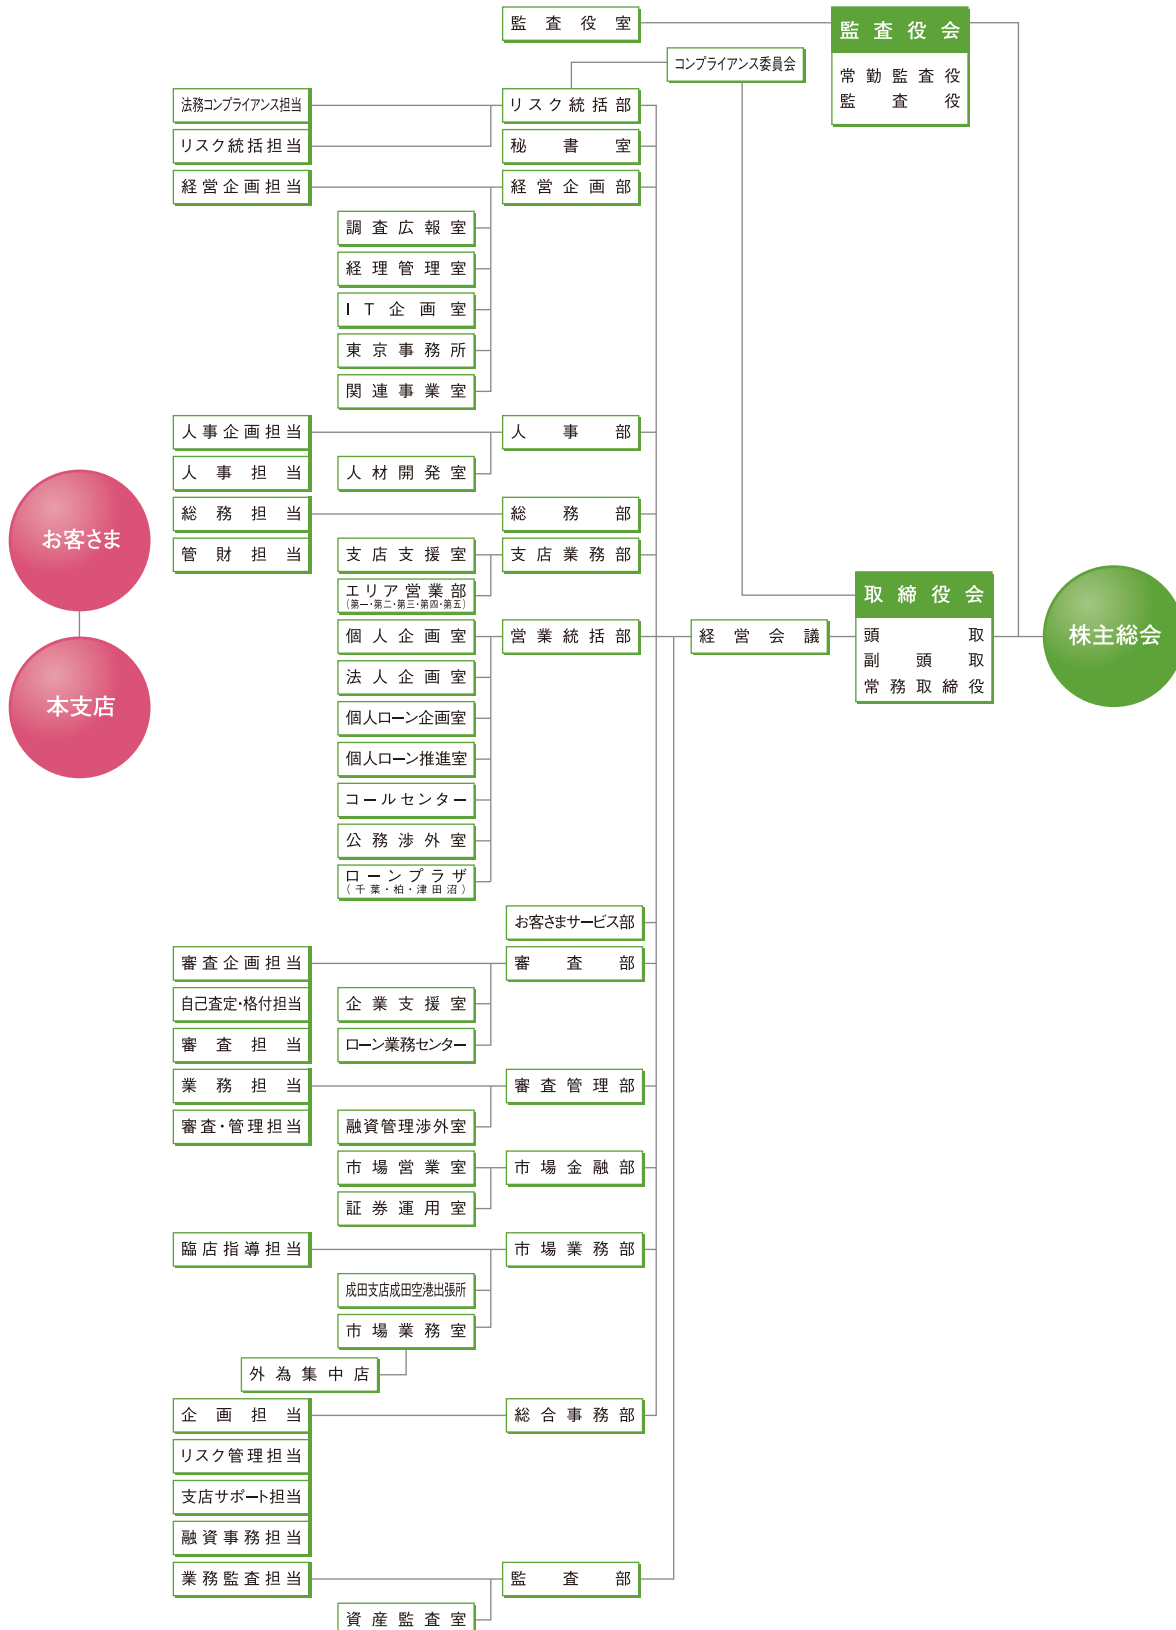 監査役室
監査役会
常勤監査役
監査役
コンプライアンス委員会
法務コンプライアンス担当
リスク統括部
リスク統括担当
秘書室
経営企画担当
経営企画部
調査広報室
経理管理室
IT企画室
東京事務所
関連事業室
人事企画担当
人事部
人事担当
人材開発室
総務担当
総務部
管財担当
支店支援室
支店業務部
エリア営業部
(第一・第二・第三・第四・第五)
お客さま
本支店
個人企画室
営業統括部
経営会議
取締役会
頭取
副頭取
常務取締役
株主総会
法人企画室
個人ローン企画室
個人ローン推進室
コールセンター
公務渉外室
ローンプラザ
(千葉・柏・津田沼)
お客さまサービス部
審査企画担当
審査部
自己査定・格付担当
企業支援室
審査担当
ローン業務センター
業務担当
審査管理部
審査・管理担当
融資管理渉外室
市場営業室
市場金融部
証券運用室
臨店指導担当
市場業務部
成田支店成田空港出張所
市場業務室
外為集中店
企画担当
総合事務部
リスク管理担当
支店サポート担当
融資事務担当
業務監査担当
監査部
資産監査室